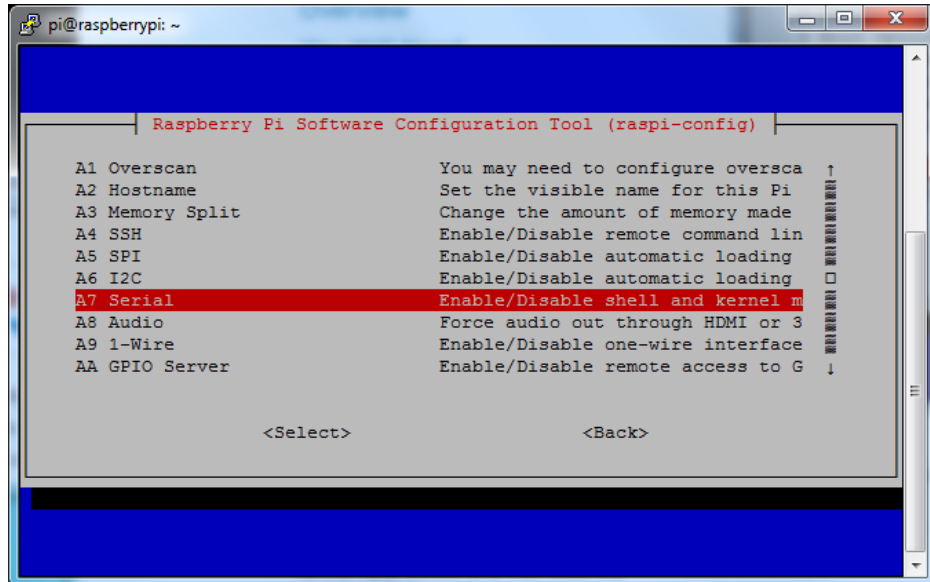 pi@raspberrypi: ~
Raspberry Pi Software Configuration Tool (raspi-config)
A1 Overscan You may need to configure oversca
A2 Hostname Set the visible name for this Pi
A3 Memory Split Change the amount of memory made
A4 SSH Enable/Disable remote command lin
A5 SPI Enable/Disable automatic loading
A6 I2C Enable/Disable automatic loading
A7 Serial Enable/Disable shell and kernel m
A8 Audio Force audio out through HDMI or 3
A9 1-Wire Enable/Disable one-wire interface
AA GPIO Server Enable/Disable remote access to G
<Select> <Back>